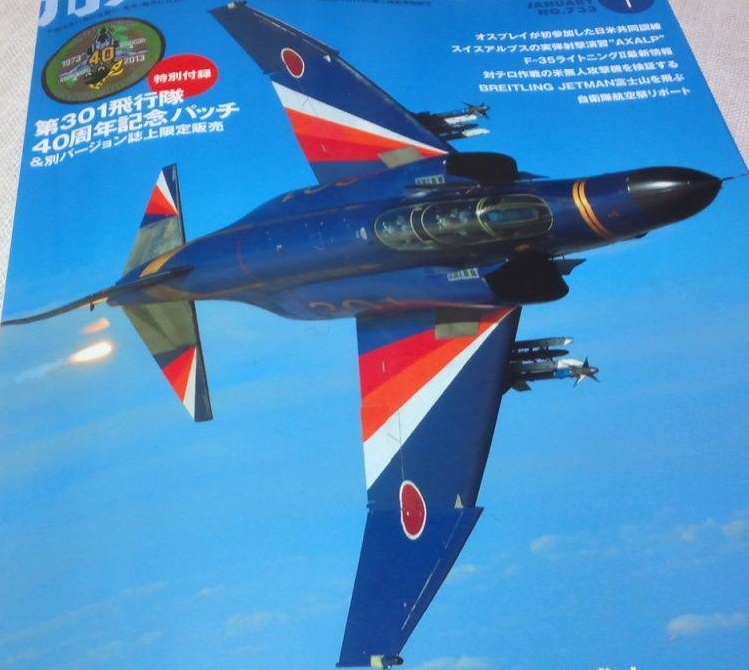 JANUARY
NO.733
1
オスプレイが初参加した日米共同訓練
スイスアルプスの実弾射撃演習“AXALP”
F-35ライトニングII最新情報
対テロ作戦の米無人攻撃機を検証する
BREITLING JETMAN富士山を飛ぶ
自衛隊航空祭リポート
1973
40
2013
特別付録
第301飛行隊
40周年記念パッチ
&別バージョン誌上限定販売
301